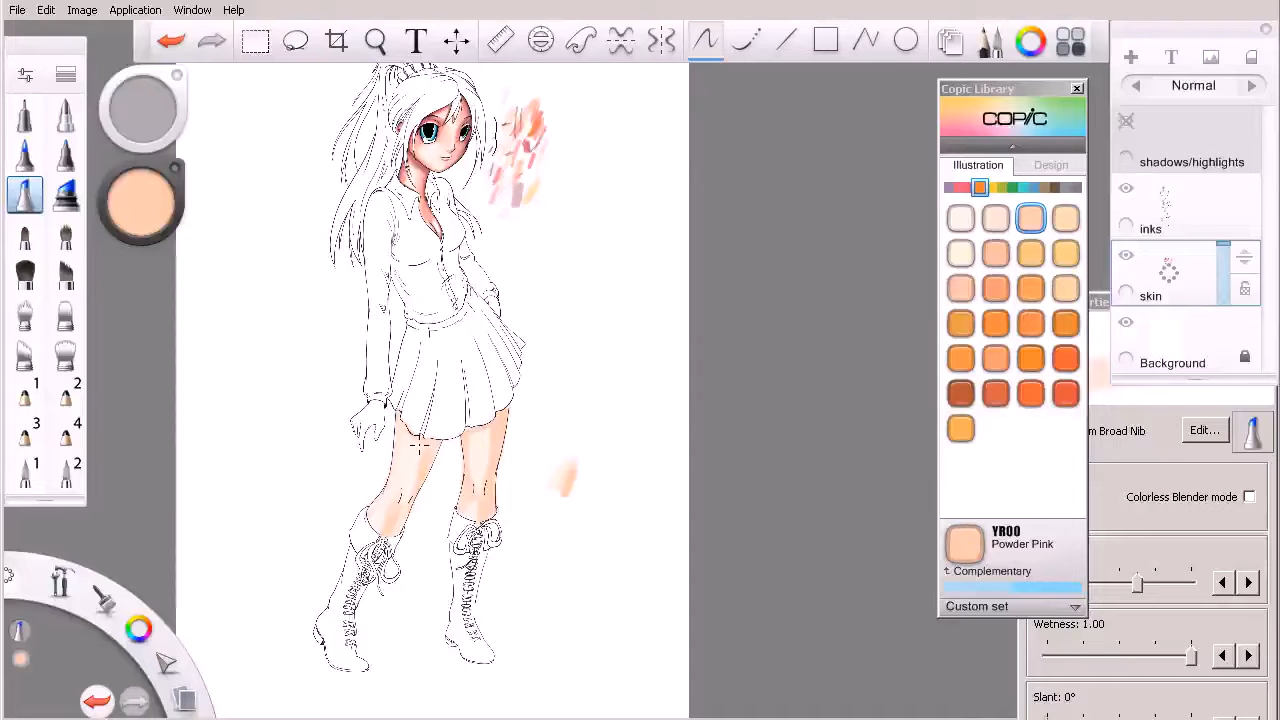 File Edit Image Application Window Help
T
T
Copic Library
COPIC
Normal
Illustration Design
shadows/highlights
inks
skin
Background
1 2
3 4
1 2
m Broad Nib
Edit...
Colorless Blender mode
YR00
Powder Pink
Complementary
Custom set
Wetness: 1.00
Slant: 0°